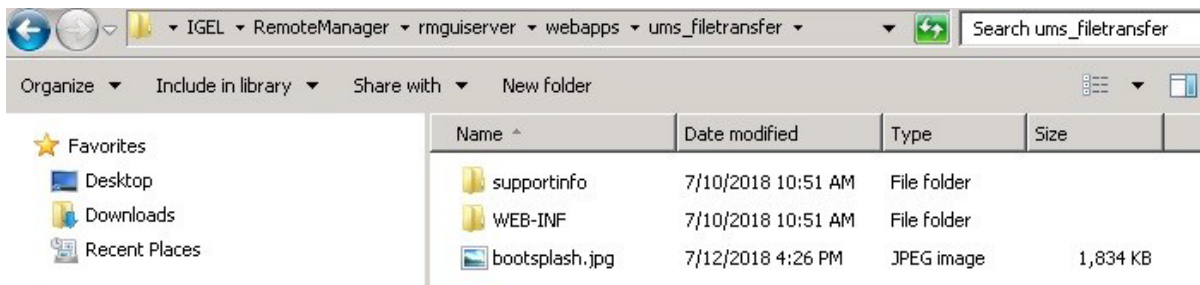 IGEL RemoteManager rmguiserver webapps ums_filetransfer Search ums_filetransfer
Organize Include in library Share with New folder
Favorites
Desktop
Downloads
Recent Places
Name Date modified Type Size
supportinfo 7/10/2018 10:51 AM File folder
WEB-INF 7/10/2018 10:51 AM File folder
bootsplash.jpg 7/12/2018 4:26 PM JPEG image 1,834 KB